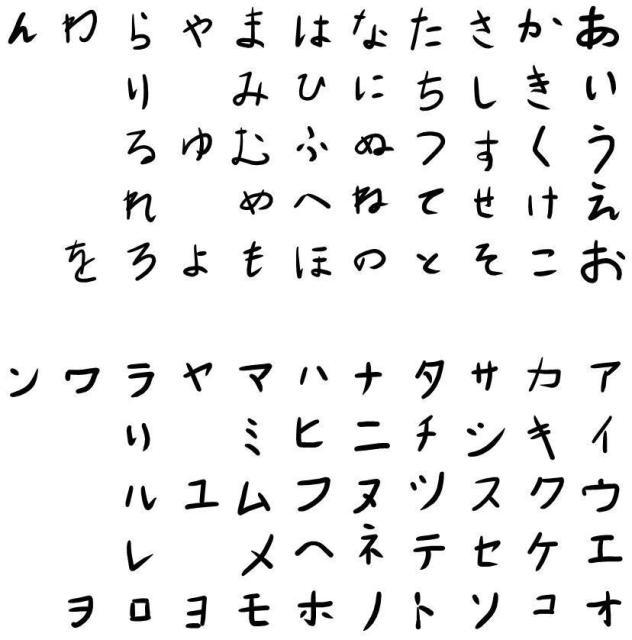 あいうえお
かきくけこ
さしすせそ
たちつてと
なにぬねの
はひふへほ
まみむめも
やゆよ
らりるれろ
わを
ん
アイウエオ
カキクケコ
サシスセソ
タチツテト
ナニヌネノ
ハヒフヘホ
マミムメモ
ヤユヨ
ラリルレロ
ワヲ
ン